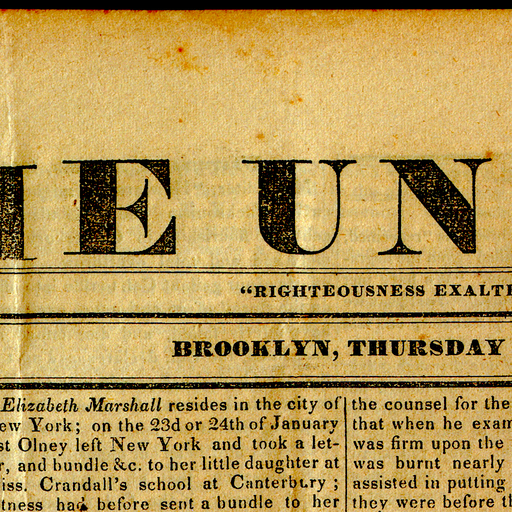 HE UN
“RIGHTEOUSNESS EXALTE
BROOKLYN, THURSDAY
Elizabeth Marshall resides in the city of
ew York; on the 23d or 24th of January
st Olney left New York and took a let-
r, and bundle &c. to her little daughter at
iss. Crandall's school at Canterbury ;
tness had before sent a bundle to her
the counsel for the
that when he exam
was firm upon the
was burnt nearly
assisted in putting
they were before th